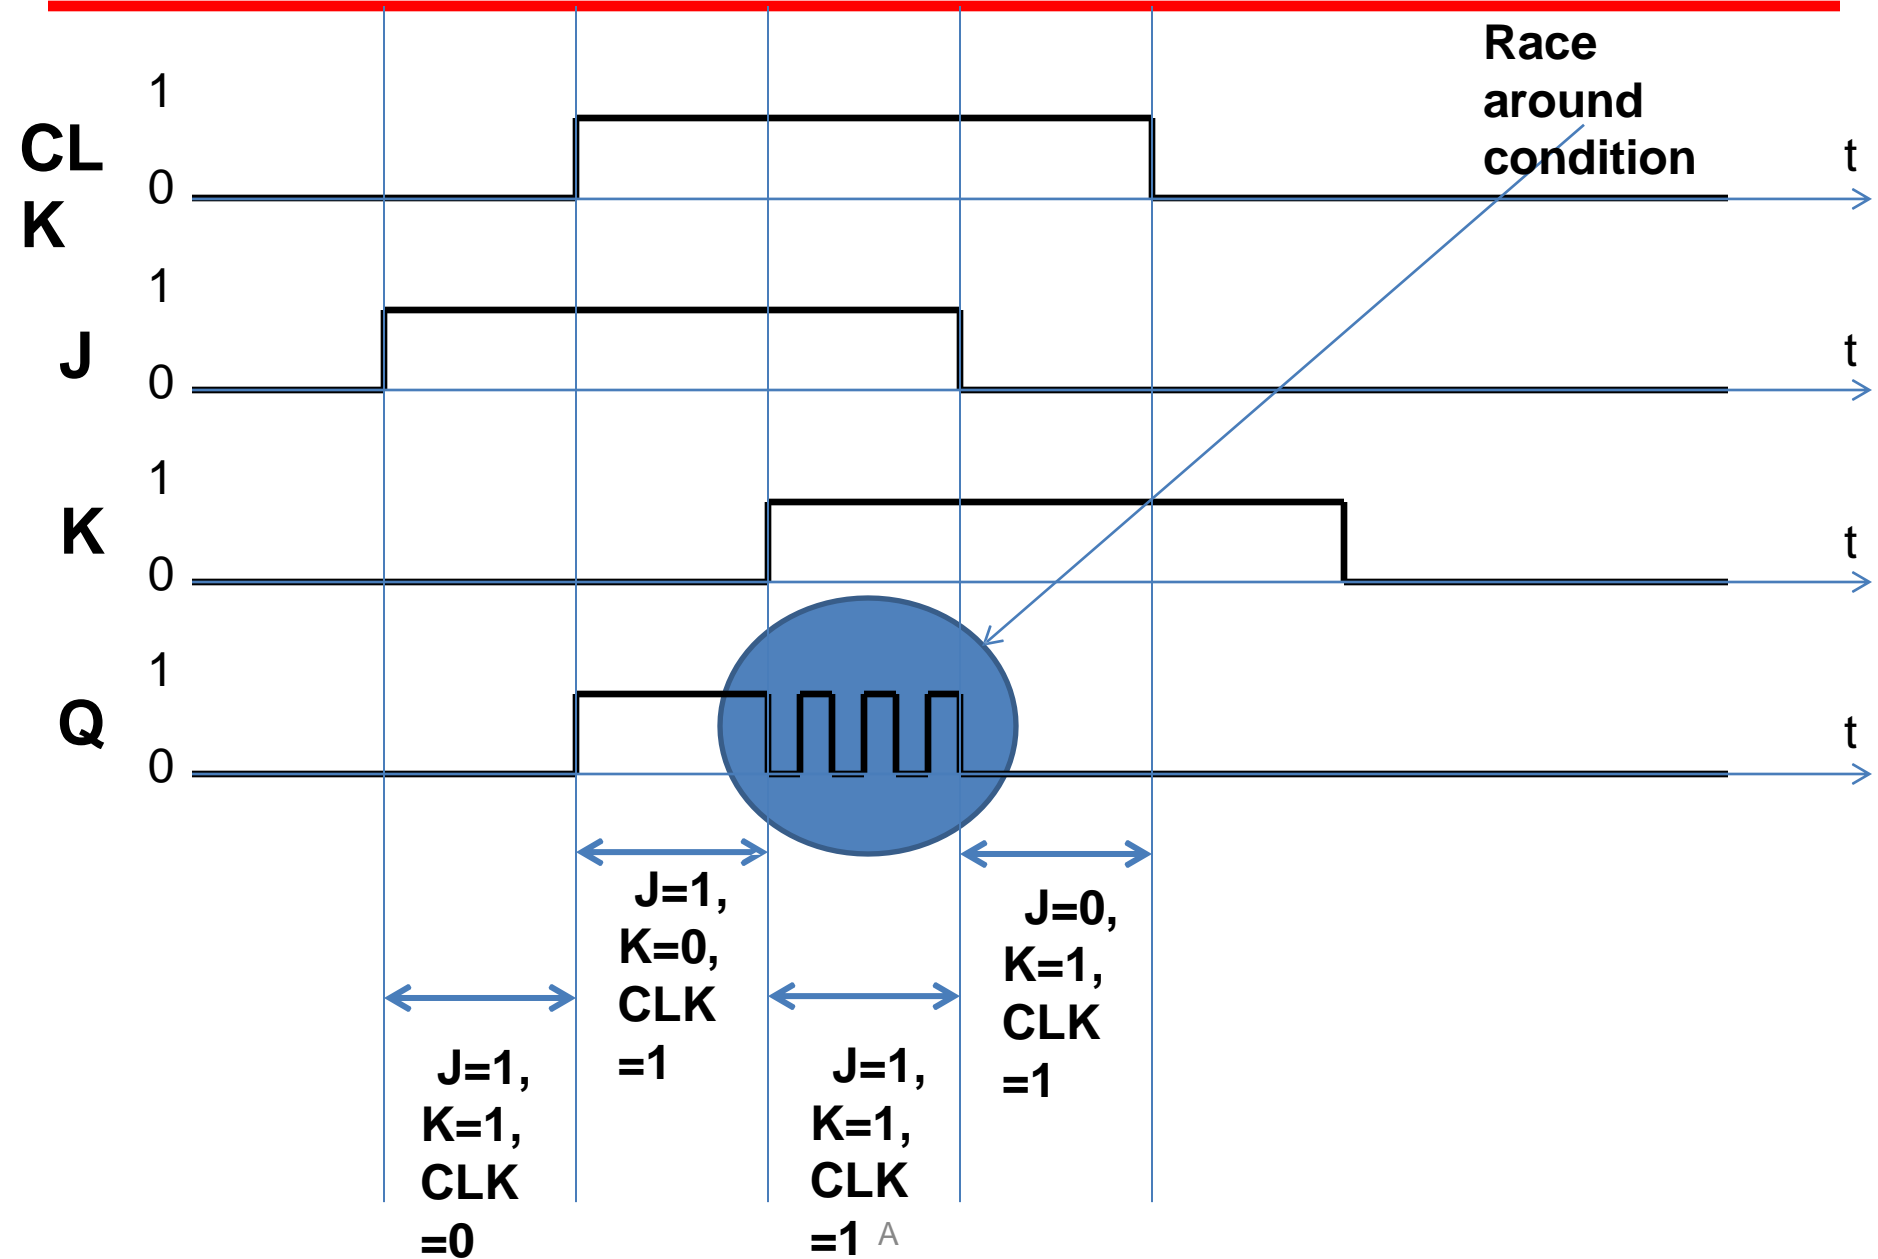 Race
around
condition
1
CL
0
K
t
1
J
0
t
1
K
0
t
1
Q
0
t
J=1,
K=0,
CLK
=1
J=0,
K=1,
CLK
=1
J=1,
K=1,
CLK
=0
J=1,
K=1,
CLK
=1
A